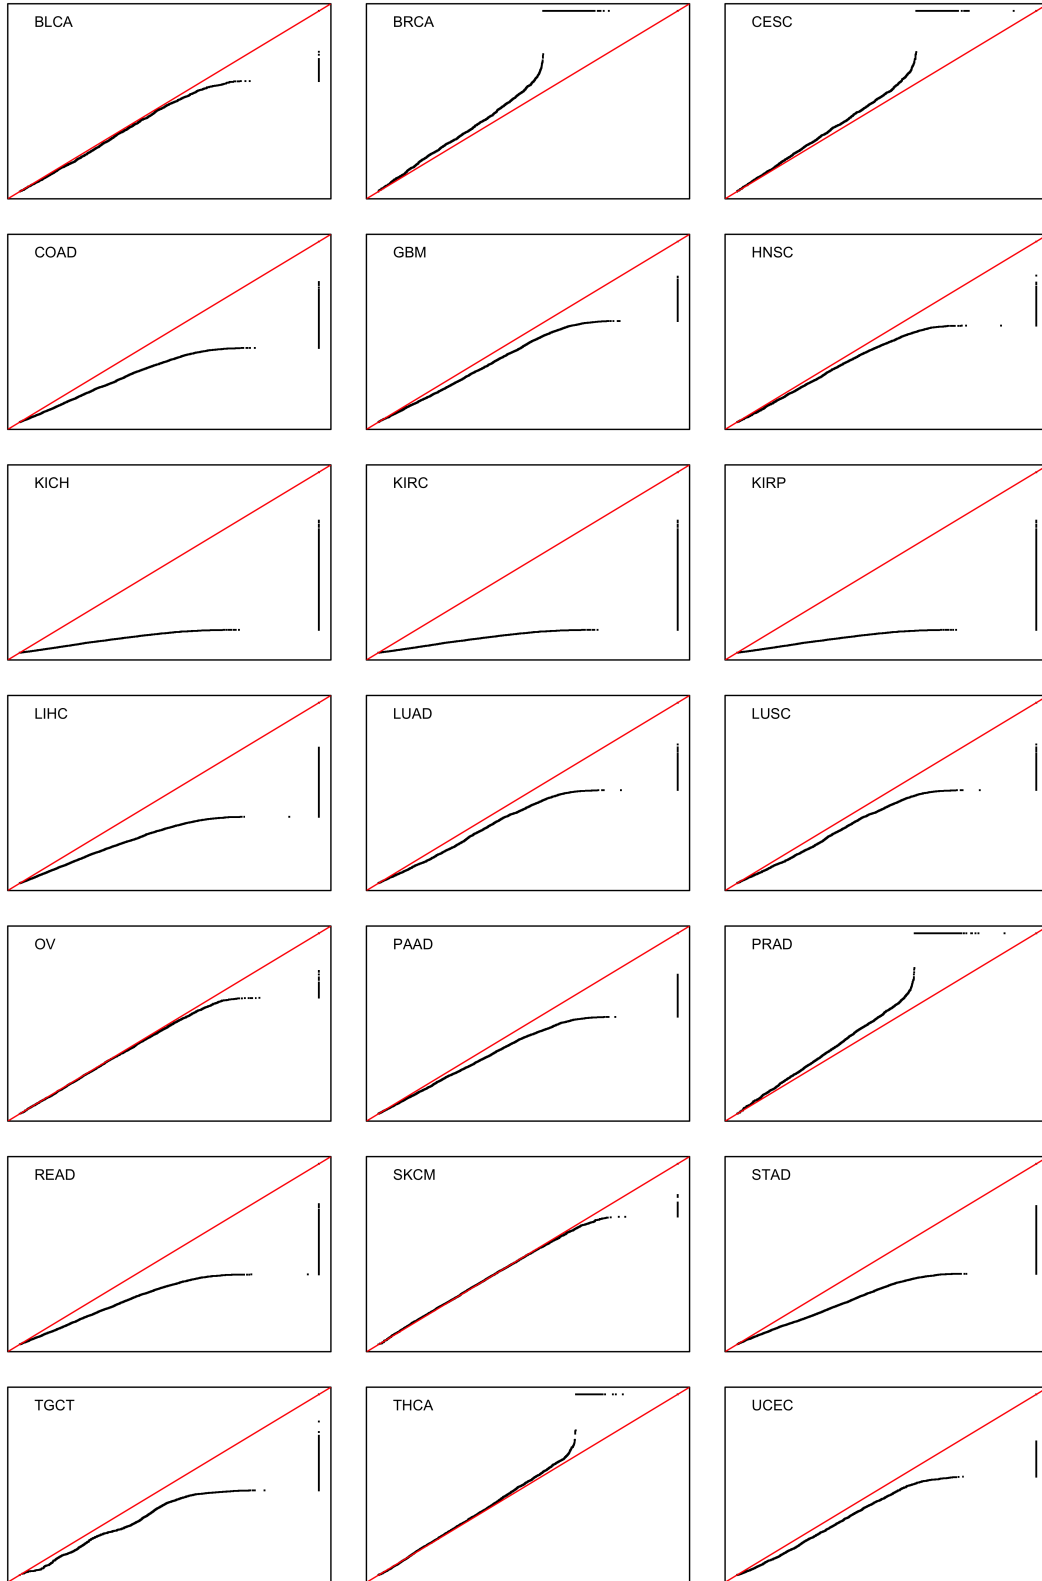 BLCA
BRCA
CESC
COAD
GBM
HNSC
KICH
KIRC
KIRP
LIHC
LUAD
LUSC
OV
PAAD
PRAD
READ
SKCM
STAD
TGCT
THCA
UCEC